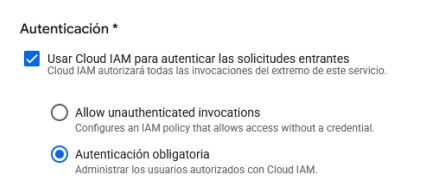 Autenticación *
Usar Cloud IAM para autenticar las solicitudes entrantes
Cloud IAM autorizará todas las invocaciones del extremo de este servicio.
Allow unauthenticated invocations
Configures an IAM policy that allows access without a credential.
Autenticación obligatoria
Administrar los usuarios autorizados con Cloud IAM.